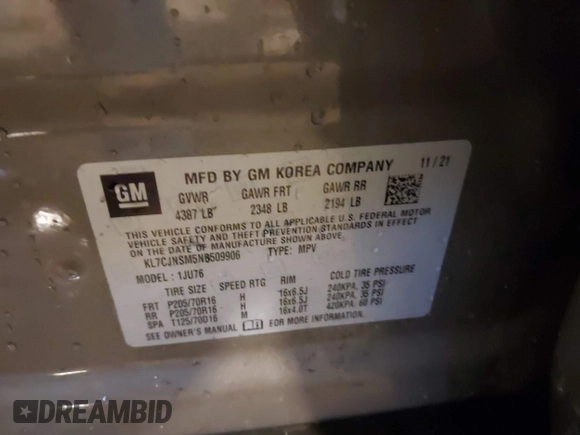 MFD BY GM KOREA COMPANY 11/21
GM
GVWR GAWR FRT GAWR RR
4387 LB 2348 LB 2194 LB
THIS VEHICLE CONFORMS TO ALL APPLICABLE U.S. FEDERAL MOTOR
VEHICLE SAFETY AND THEFT PREVENTION STANDARDS IN EFFECT
ON THE DATE OF MANUFACTURE SHOWN ABOVE.
KL7CJNSM5NB509906 TYPE: MPV
MODEL: 1JU76
TIRE SIZE SPEED RTG RIM COLD TIRE PRESSURE
FRT P205/70R16 H 16x6.5J 240KPA, 35 PSI
RR P205/70R16 H 16x6.5J 240KPA, 35 PSI
SPA T125/70D16 M 16x4.0T 420KPA, 60 PSI
SEE OWNER'S MANUAL FOR MORE INFORMATION.
DREAMBID